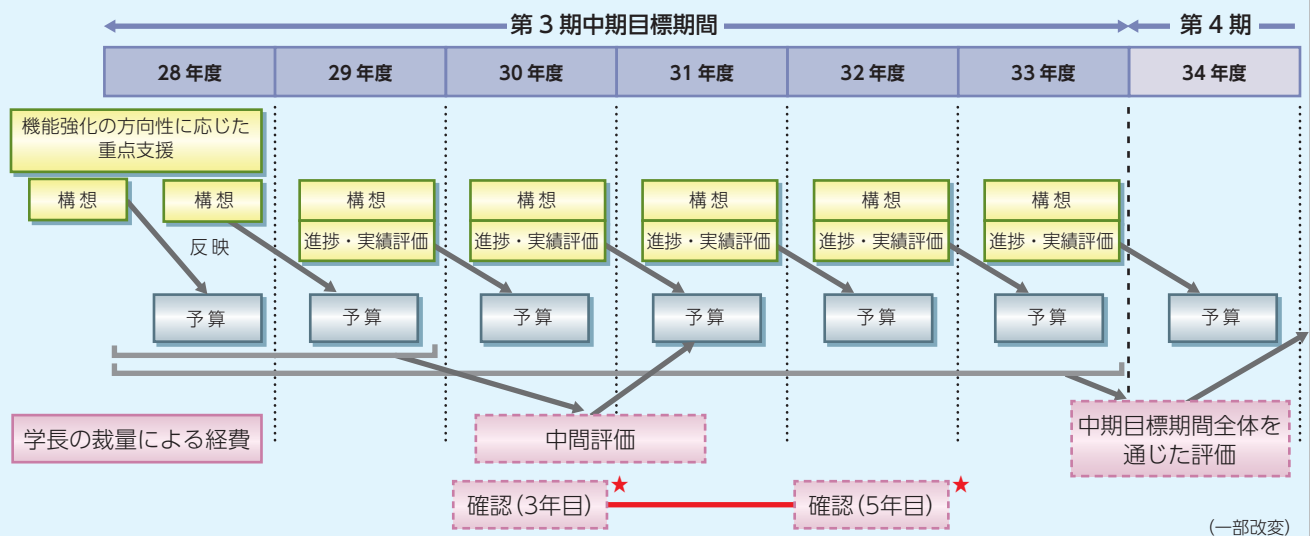 第3期中期目標期間
第4期
28年度
29年度
30年度
31年度
32年度
33年度
34年度
機能強化の方向性に応じた
重点支援
構想
構想
構想
構想
構想
構想
構想
反映
進捗・実績評価
進捗・実績評価
進捗・実績評価
進捗・実績評価
進捗・実績評価
予算
予算
予算
予算
予算
予算
予算
学長の裁量による経費
中間評価
中期目標期間全体を
通じた評価
確認(3年目)★
確認(5年目)★
(一部改変)